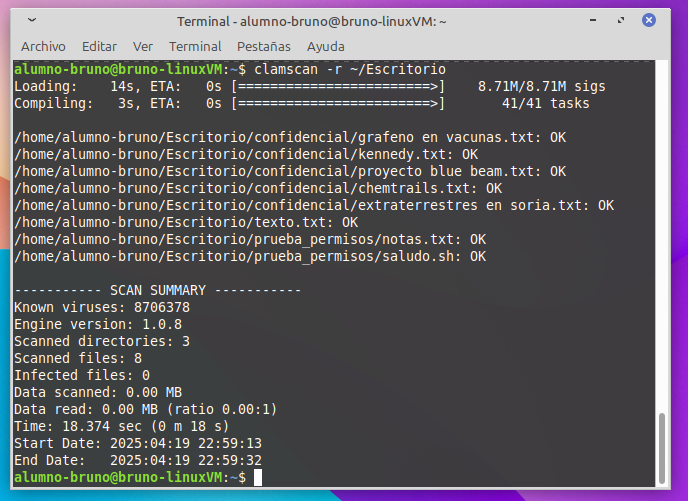 Terminal - alumno-bruno@bruno-linuxVM: ~
Archivo Editar Ver Terminal Pestañas Ayuda
alumno-bruno@bruno-linuxVM:~$ clamscan -r ~/Escritorio
Loading:    14s, ETA:   0s [========================>]    8.71M/8.71M sigs
Compiling:   3s, ETA:   0s [========================>]       41/41 tasks
/home/alumno-bruno/Escritorio/confidencial/grafeno en vacunas.txt: OK
/home/alumno-bruno/Escritorio/confidencial/kennedy.txt: OK
/home/alumno-bruno/Escritorio/confidencial/proyecto blue beam.txt: OK
/home/alumno-bruno/Escritorio/confidencial/chemtrails.txt: OK
/home/alumno-bruno/Escritorio/confidencial/extraterrestres en soria.txt: OK
/home/alumno-bruno/Escritorio/texto.txt: OK
/home/alumno-bruno/Escritorio/prueba_permisos/notas.txt: OK
/home/alumno-bruno/Escritorio/prueba_permisos/saludo.sh: OK
----------- SCAN SUMMARY -----------
Known viruses: 8706378
Engine version: 1.0.8
Scanned directories: 3
Scanned files: 8
Infected files: 0
Data scanned: 0.00 MB
Data read: 0.00 MB (ratio 0.00:1)
Time: 18.374 sec (0 m 18 s)
Start Date: 2025:04:19 22:59:13
End Date:   2025:04:19 22:59:32
alumno-bruno@bruno-linuxVM:~$